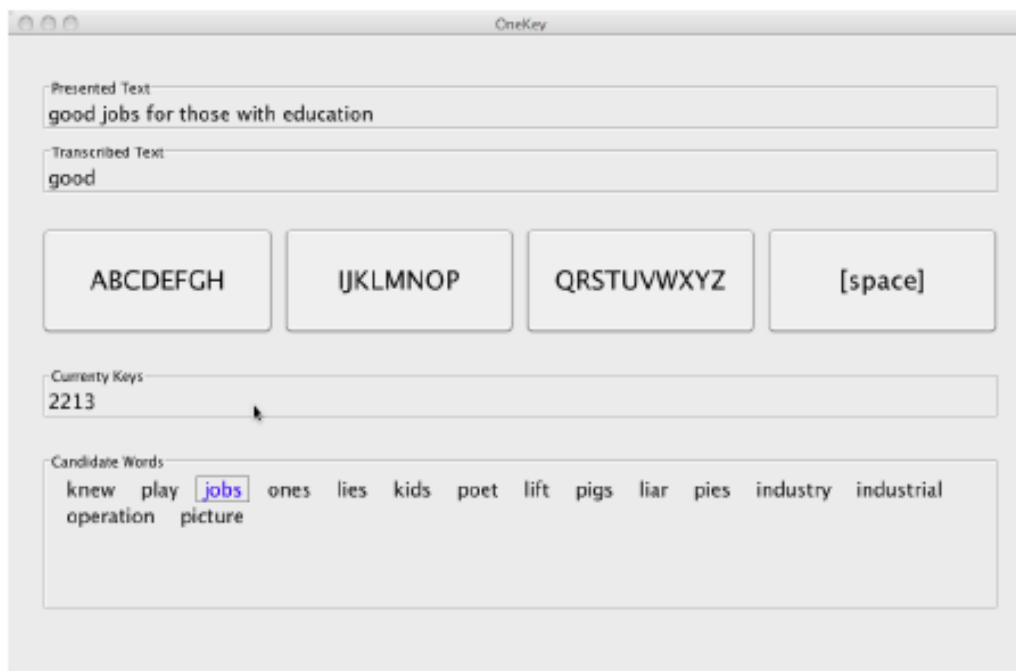 OneKey
Presented Text
good jobs for those with education
Transcribed Text
good
ABCDEFGH IJKLMNOP QRSTUVWXYZ [space]
Currenty Keys
2213
Candidate Words
knew play jobs ones lies kids poet lift pigs liar pies industry industrial
operation picture